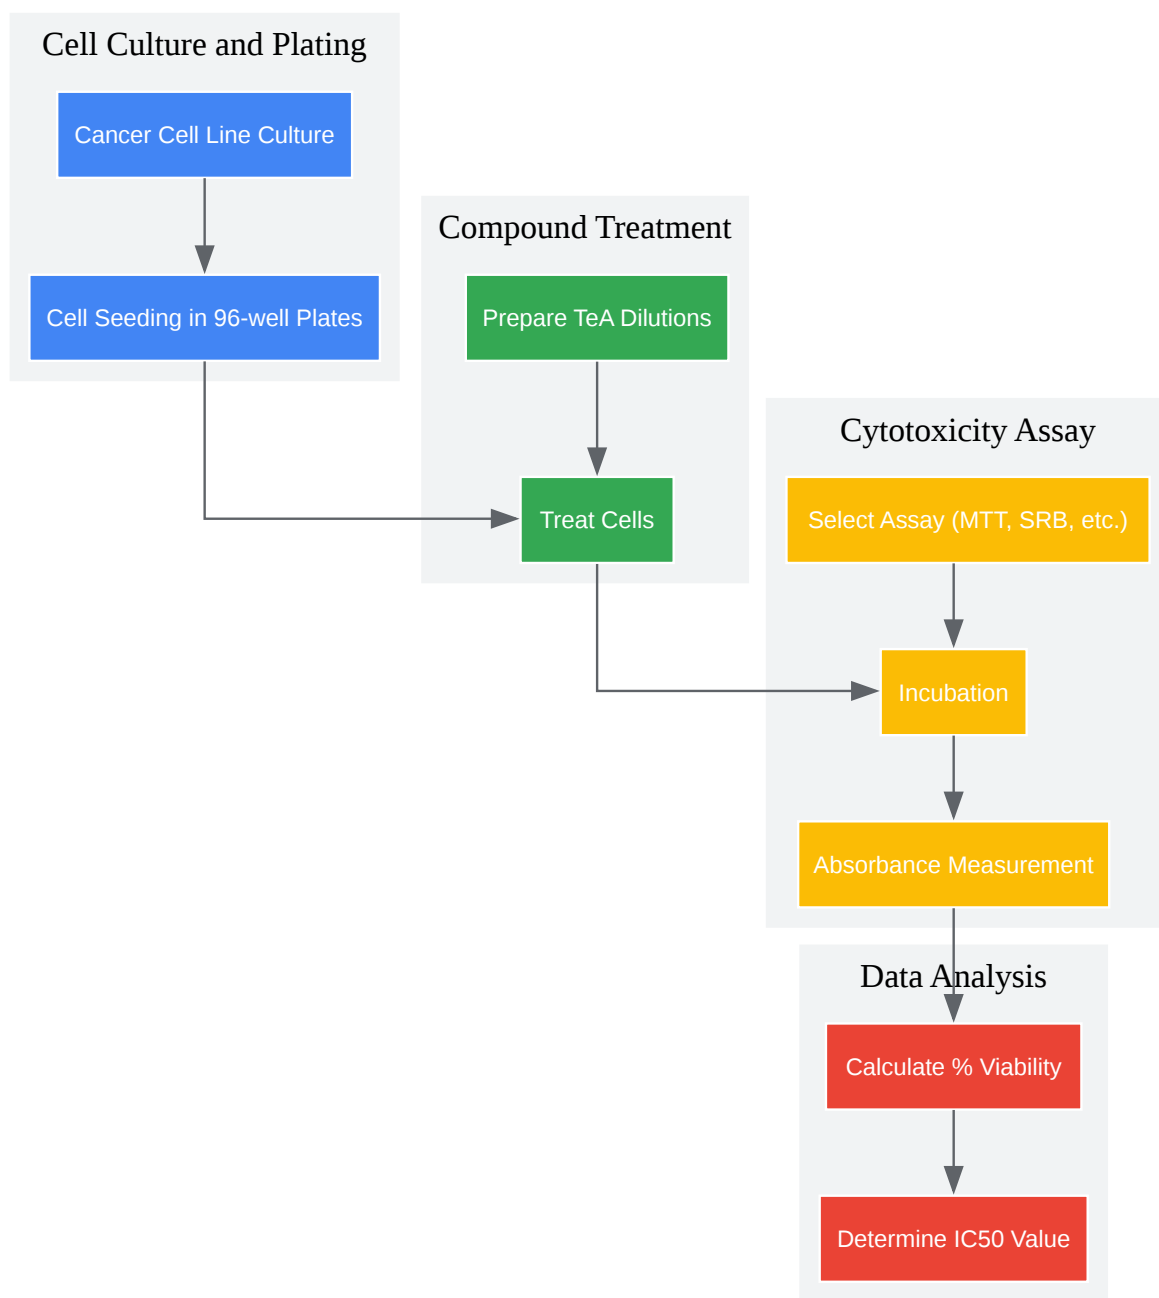 Cell Culture and Plating
Cancer Cell Line Culture
Cell Seeding in 96-well Plates
Compound Treatment
Prepare TeA Dilutions
Treat Cells
Cytotoxicity Assay
Select Assay (MTT, SRB, etc.)
Incubation
Absorbance Measurement
Data Analysis
Calculate % Viability
Determine IC50 Value